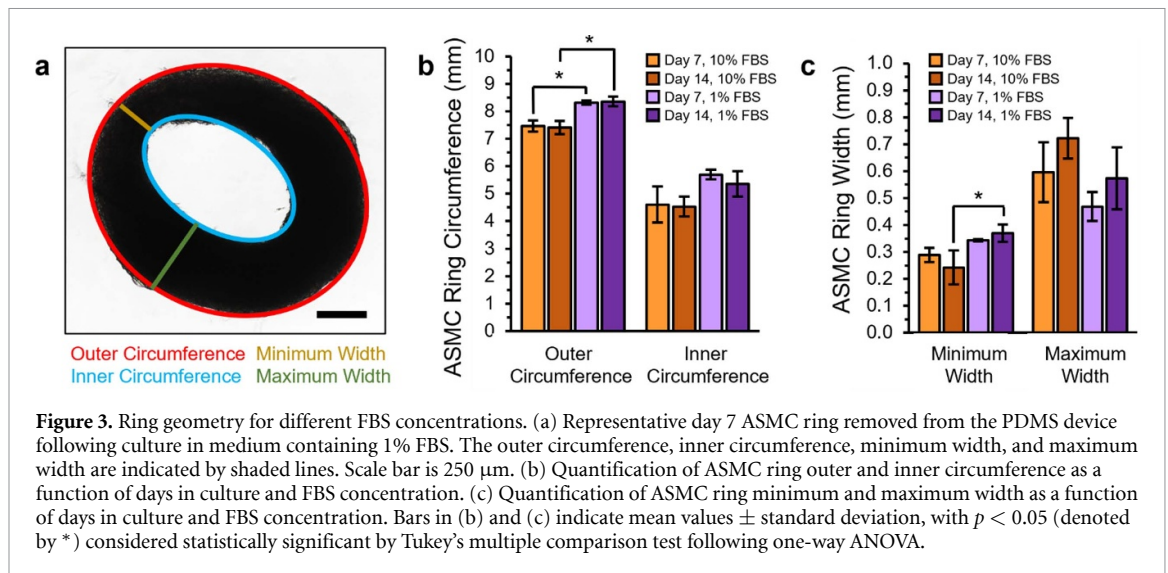 a
Outer Circumference Minimum Width
Inner Circumference Maximum Width
b
ASMC Ring Circumference (mm)
10
9
8
7
6
5
4
3
2
1
0
*
*
Day 7, 10% FBS
Day 14, 10% FBS
Day 7, 1% FBS
Day 14, 1% FBS
Outer
Circumference
Inner
Circumference
c
ASMC Ring Width (mm)
1.0
0.9
0.8
0.7
0.6
0.5
0.4
0.3
0.2
0.1
0.0
*
Day 7, 10% FBS
Day 14, 10% FBS
Day 7, 1% FBS
Day 14, 1% FBS
Minimum
Width
Maximum
Width
Figure 3. Ring geometry for different FBS concentrations. (a) Representative day 7 ASMC ring removed from the PDMS device
following culture in medium containing 1% FBS. The outer circumference, inner circumference, minimum width, and maximum
width are indicated by shaded lines. Scale bar is 250 μm. (b) Quantification of ASMC ring outer and inner circumference as a
function of days in culture and FBS concentration. (c) Quantification of ASMC ring minimum and maximum width as a function
of days in culture and FBS concentration. Bars in (b) and (c) indicate mean values ± standard deviation, with p < 0.05 (denoted
by *) considered statistically significant by Tukey's multiple comparison test following one-way ANOVA.